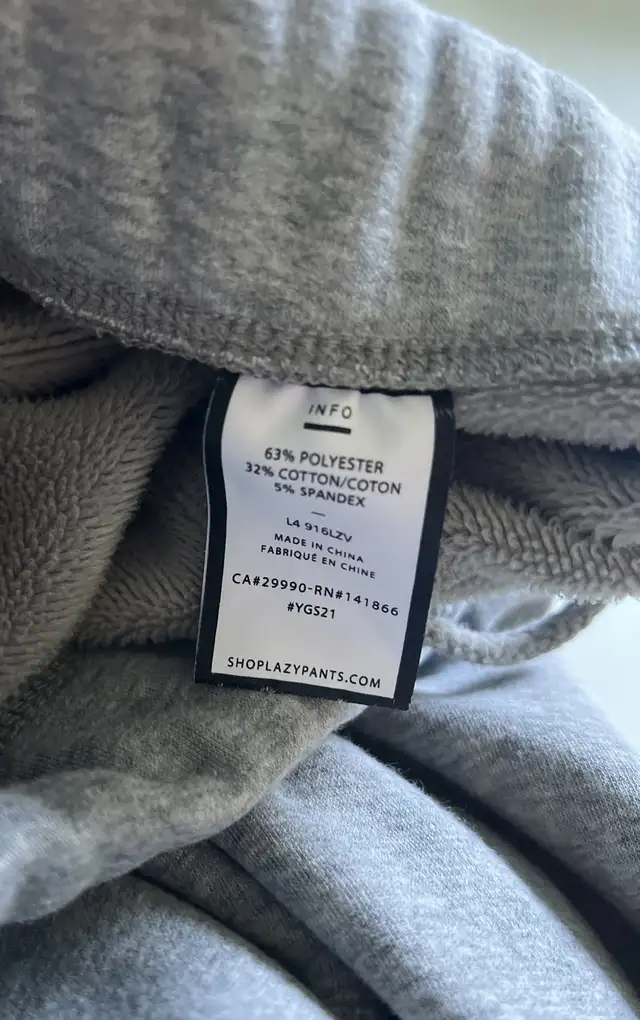 INFO
63% POLYESTER
32% COTTON/COTON
5% SPANDEX
L4 916LZV
MADE IN CHINA
FABRIQUÉ EN CHINE
CA#29990-RN#141866
#YGS21
SHOPLAZYPANTS.COM